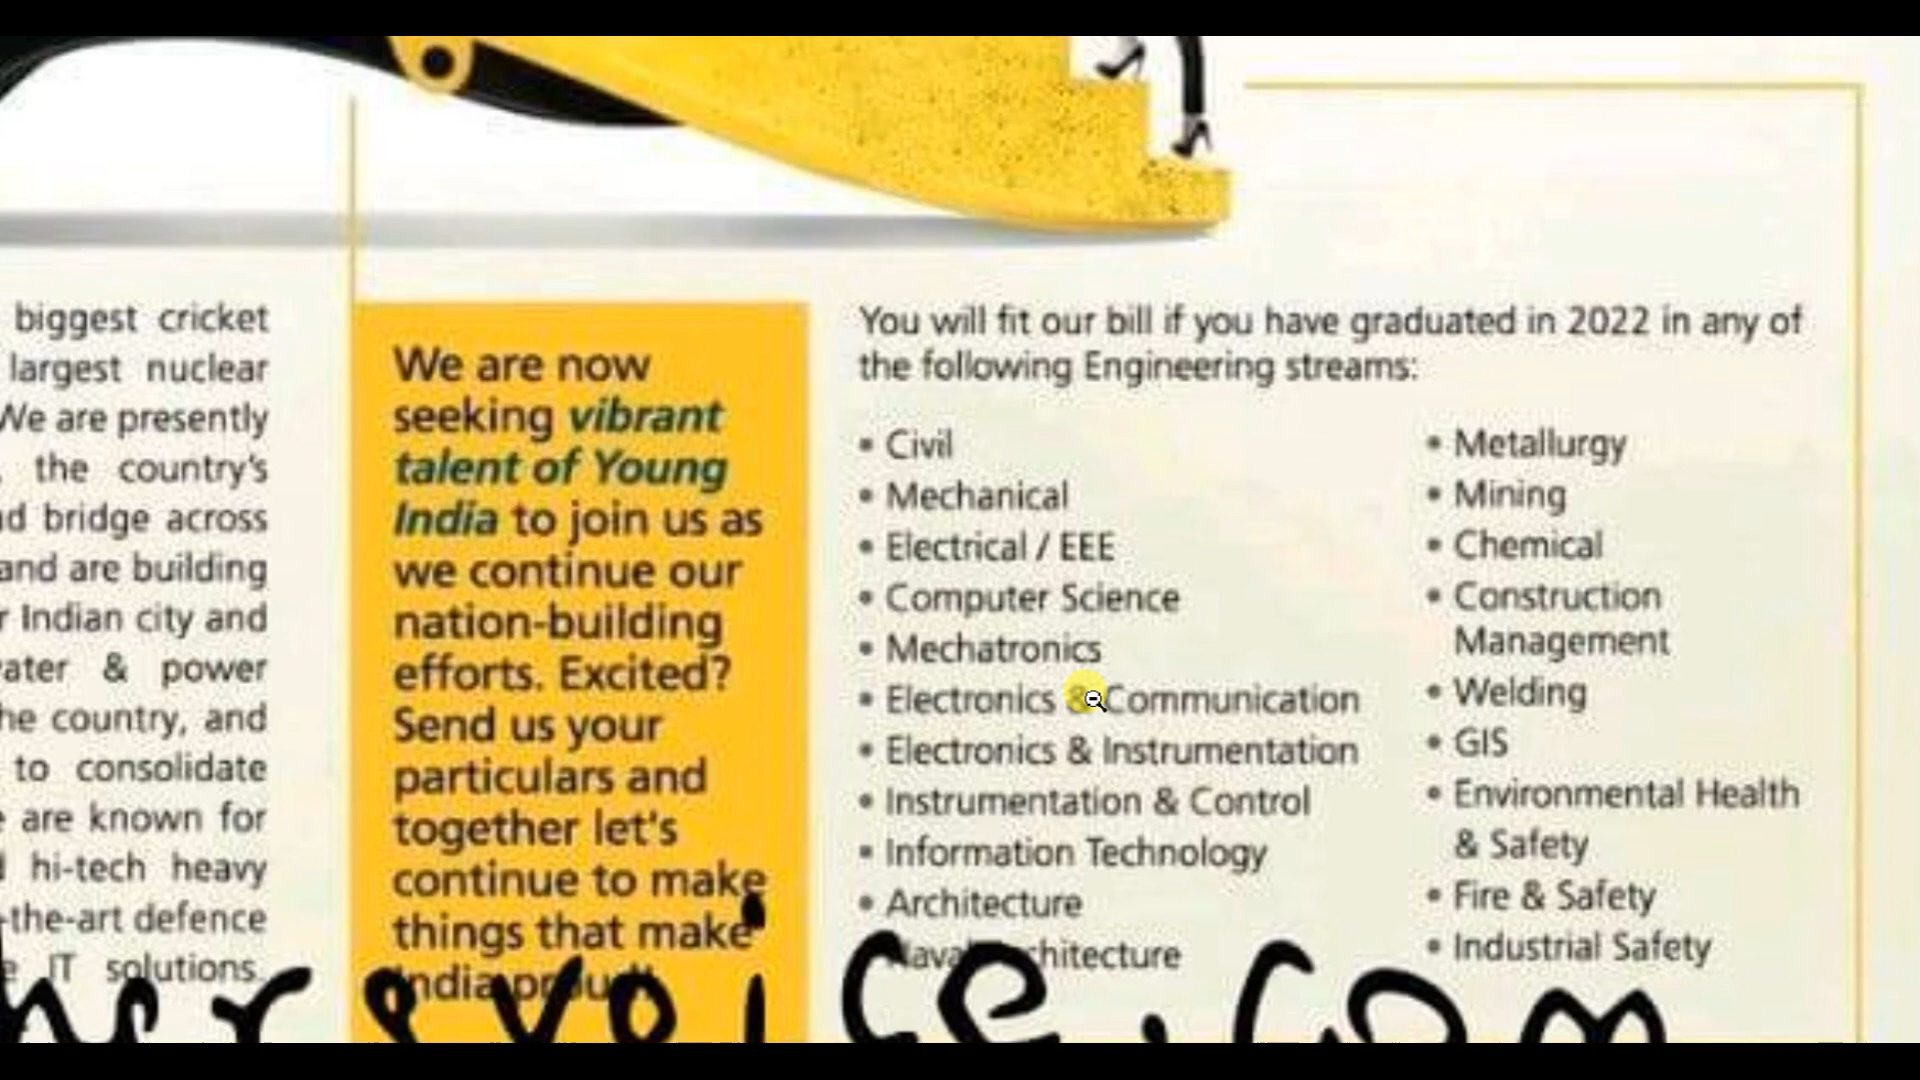 biggest cricket
largest nuclear
We are presently
the country's
bridge across
and are building
Indian city and
& power
country, and
to consolidate
are known for
hi-tech heavy
-the-art defence
IT solutions.
We are now
seeking vibrant
talent of Young
India to join us as
we continue our
nation-building
efforts. Excited?
Send us your
particulars and
together let's
continue to make
things that make
India proud!
You will fit our bill if you have graduated in 2022 in any of
the following Engineering streams:
• Civil
• Mechanical
• Electrical / EEE
• Computer Science
• Mechatronics
• Electronics & Communication
• Electronics & Instrumentation
• Instrumentation & Control
• Information Technology
• Architecture
Naval Architecture
• Metallurgy
• Mining
• Chemical
• Construction
Management
• Welding
• GIS
• Environmental Health
& Safety
• Fire & Safety
• Industrial Safety